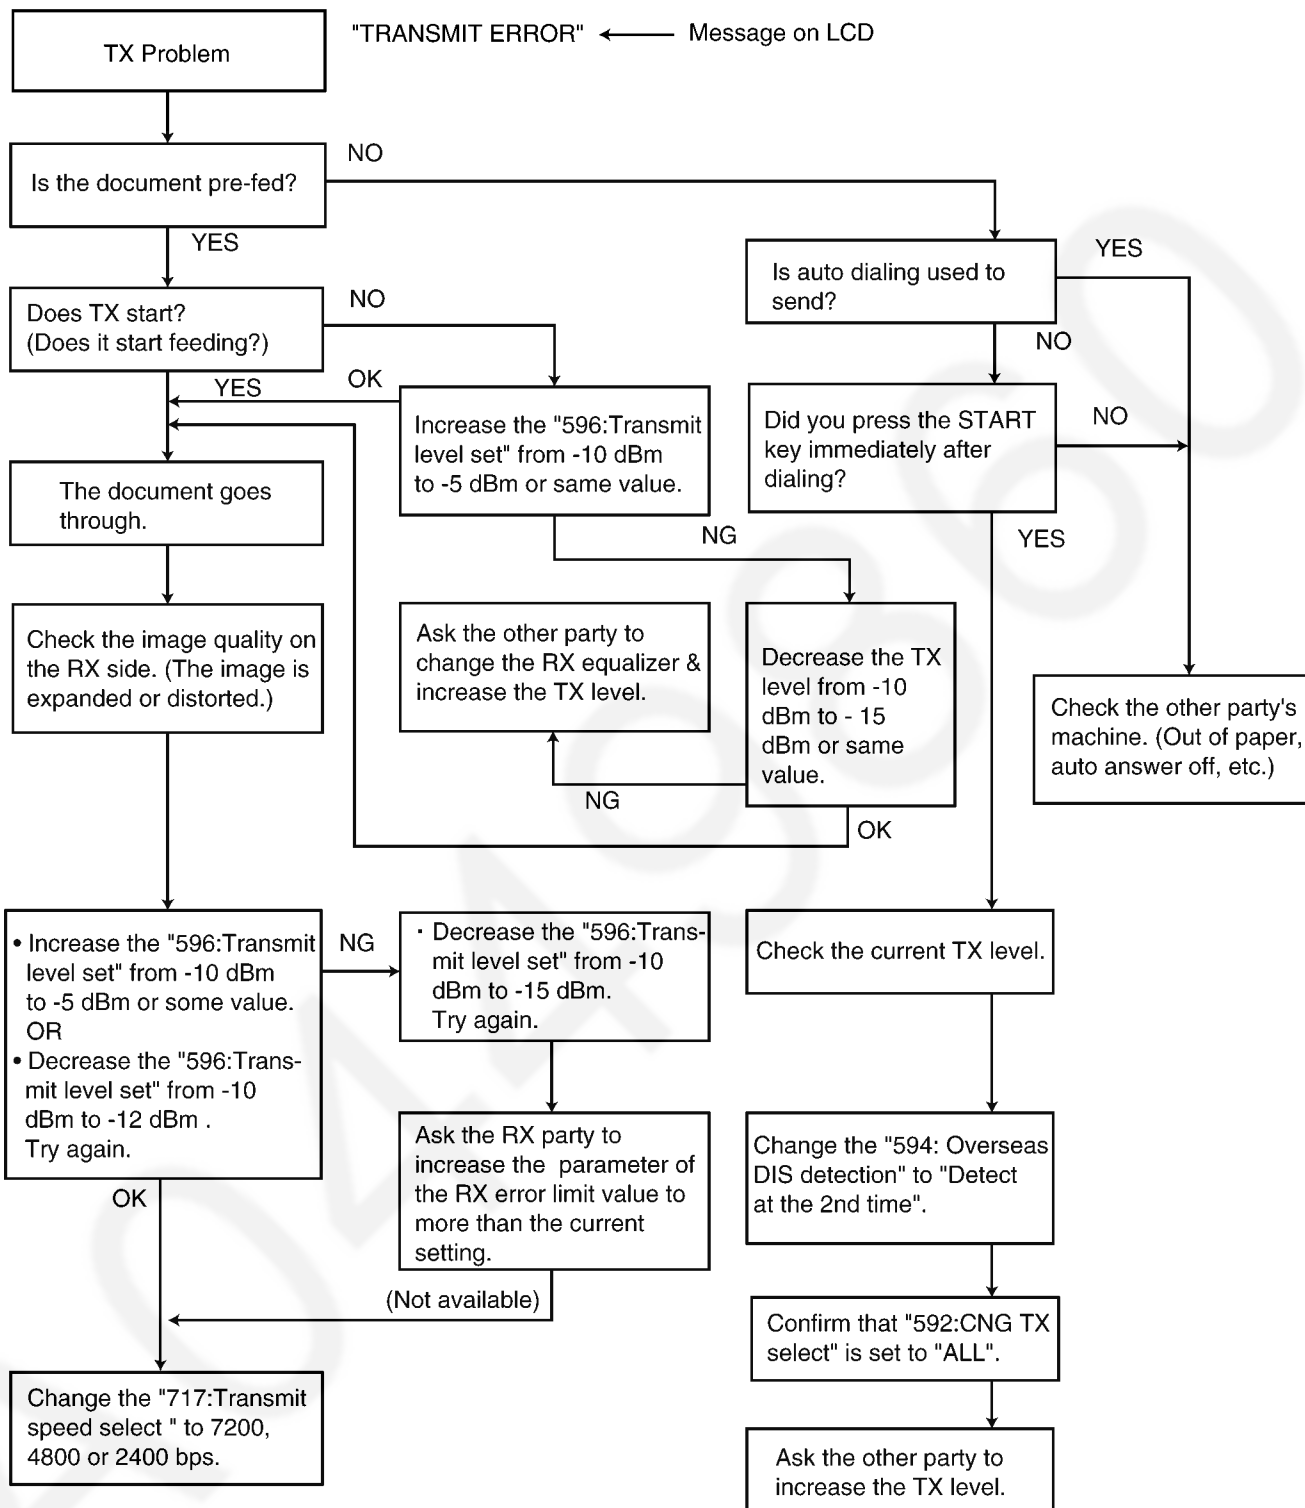 TX Problem
"TRANSMIT ERROR"
Message on LCD
Is the document pre-fed?
NO
YES
Is auto dialing used to
send?
YES
NO
Does TX start?
(Does it start feeding?)
NO
YES
OK
Increase the "596:Transmit
level set" from -10 dBm
to -5 dBm or same value.
Did you press the START
key immediately after
dialing?
NO
YES
The document goes
through.
NG
Check the image quality on
the RX side. (The image is
expanded or distorted.)
Ask the other party to
change the RX equalizer &
increase the TX level.
Decrease the TX
level from -10
dBm to - 15
dBm or same
value.
Check the other party's
machine. (Out of paper,
auto answer off, etc.)
NG
OK
• Increase the "596:Transmit
level set" from -10 dBm
to -5 dBm or some value.
OR
• Decrease the "596:Trans-
mit level set" from -10
dBm to -12 dBm .
Try again.
NG
· Decrease the "596:Trans-
mit level set" from -10
dBm to -15 dBm.
Try again.
Check the current TX level.
OK
Ask the RX party to
increase the parameter of
the RX error limit value to
more than the current
setting.
Change the "594: Overseas
DIS detection" to "Detect
at the 2nd time".
(Not available)
Confirm that "592:CNG TX
select" is set to "ALL".
Change the "717:Transmit
speed select " to 7200,
4800 or 2400 bps.
Ask the other party to
increase the TX level.